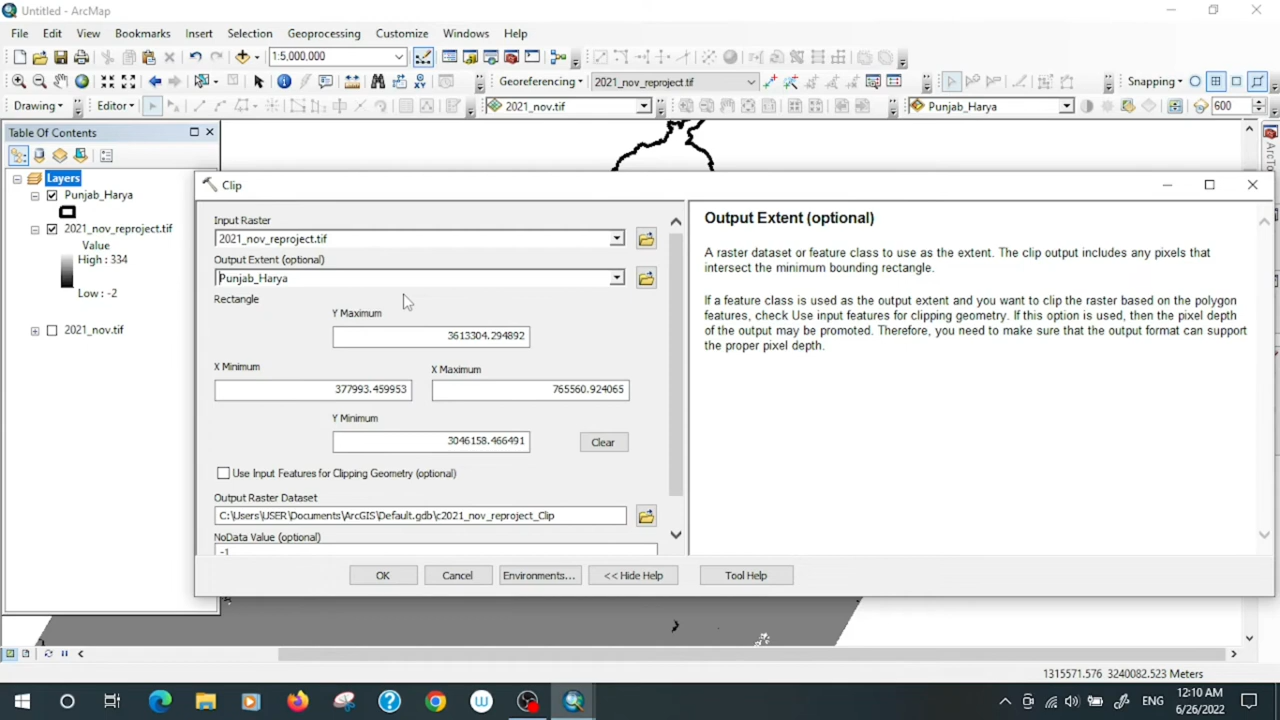 Untitled - ArcMap
File Edit View Bookmarks Insert Selection Geoprocessing Customize Windows Help
1:5,000,000
Georeferencing 2021_nov_reproject.tif Snapping
Drawing Editor 2021_nov.tif Punjab_Harya 600
Table Of Contents
Layers
Punjab_Harya
2021_nov_reproject.tif
Value
High : 334
Low : -2
2021_nov.tif
Clip
Input Raster
2021_nov_reproject.tif
Output Extent (optional)
Punjab_Harya
Rectangle
Y Maximum
3613304.294892
X Minimum
X Maximum
377993.459953
765560.924065
Y Minimum
3046158.466491
Clear
Use Input Features for Clipping Geometry (optional)
Output Raster Dataset
C:\Users\USER\Documents\ArcGIS\Default.gdb\c2021_nov_reproject_Clip
NoData Value (optional)
-1
OK Cancel Environments... << Hide Help Tool Help
Output Extent (optional)
A raster dataset or feature class to use as the extent. The clip output includes any pixels that
intersect the minimum bounding rectangle.
If a feature class is used as the output extent and you want to clip the raster based on the polygon
features, check Use input features for clipping geometry. If this option is used, then the pixel depth
of the output may be promoted. Therefore, you need to make sure that the output format can support
the proper pixel depth.
1315571.576 3240082.523 Meters
ENG
12:10 AM
6/26/2022